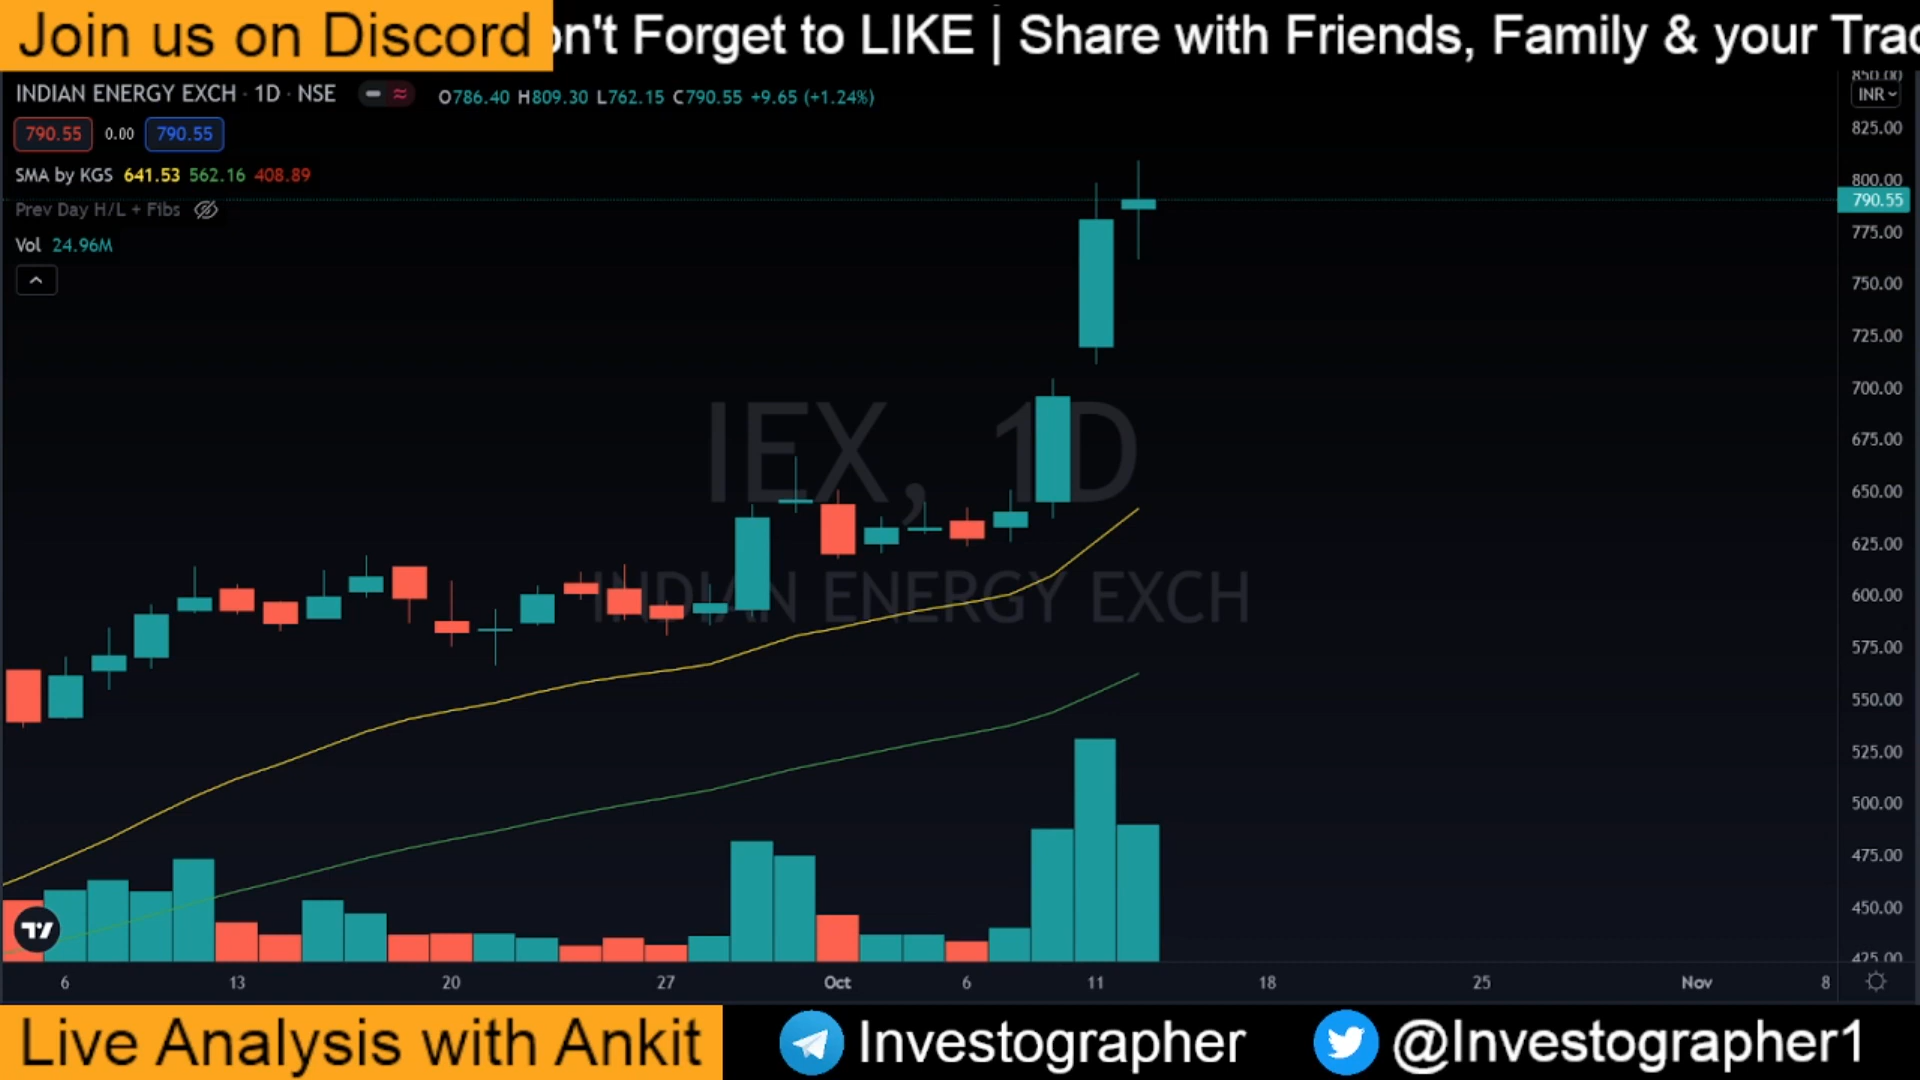 Join us on Discord
on't Forget to LIKE | Share with Friends, Family & your Trad
INDIAN ENERGY EXCH · 1D · NSE
O786.40 H809.30 L762.15 C790.55 +9.65 (+1.24%)
790.55 0.00 790.55
SMA by KGS 641.53 562.16 408.89
Prev Day H/L + Fibs
Vol 24.96M
850.00
INR
825.00
800.00
790.55
775.00
750.00
725.00
700.00
675.00
650.00
625.00
600.00
575.00
550.00
525.00
500.00
475.00
450.00
425.00
IEX, 1D
INDIAN ENERGY EXCH
6 13 20 27 Oct 6 11 18 25 Nov 8
Live Analysis with Ankit
Investographer
@Investographer1